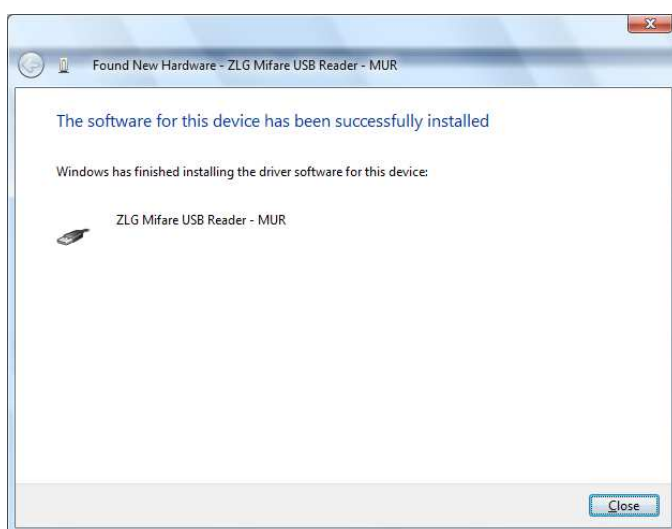 Found New Hardware - ZLG Mifare USB Reader - MUR
The software for this device has been successfully installed
Windows has finished installing the driver software for this device:
ZLG Mifare USB Reader - MUR
Close